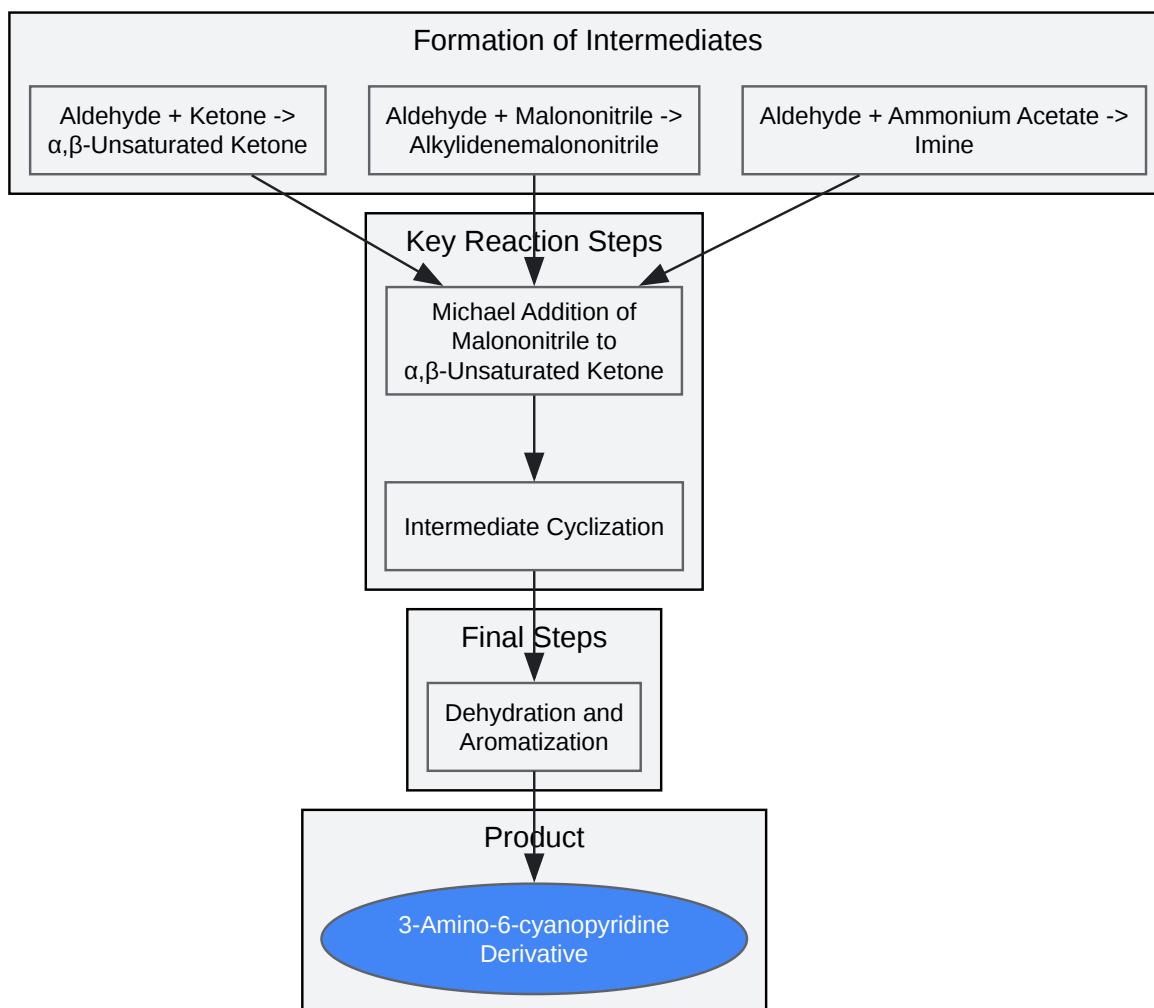 Formation of Intermediates
Aldehyde + Ketone ->
α,β-Unsaturated Ketone
Aldehyde + Malononitrile ->
Alkylidenemalononitrile
Aldehyde + Ammonium Acetate ->
Imine
Key Reaction Steps
Michael Addition of
Malononitrile to
α,β-Unsaturated Ketone
Intermediate Cyclization
Final Steps
Dehydration and
Aromatization
Product
3-Amino-6-cyanopyridine
Derivative